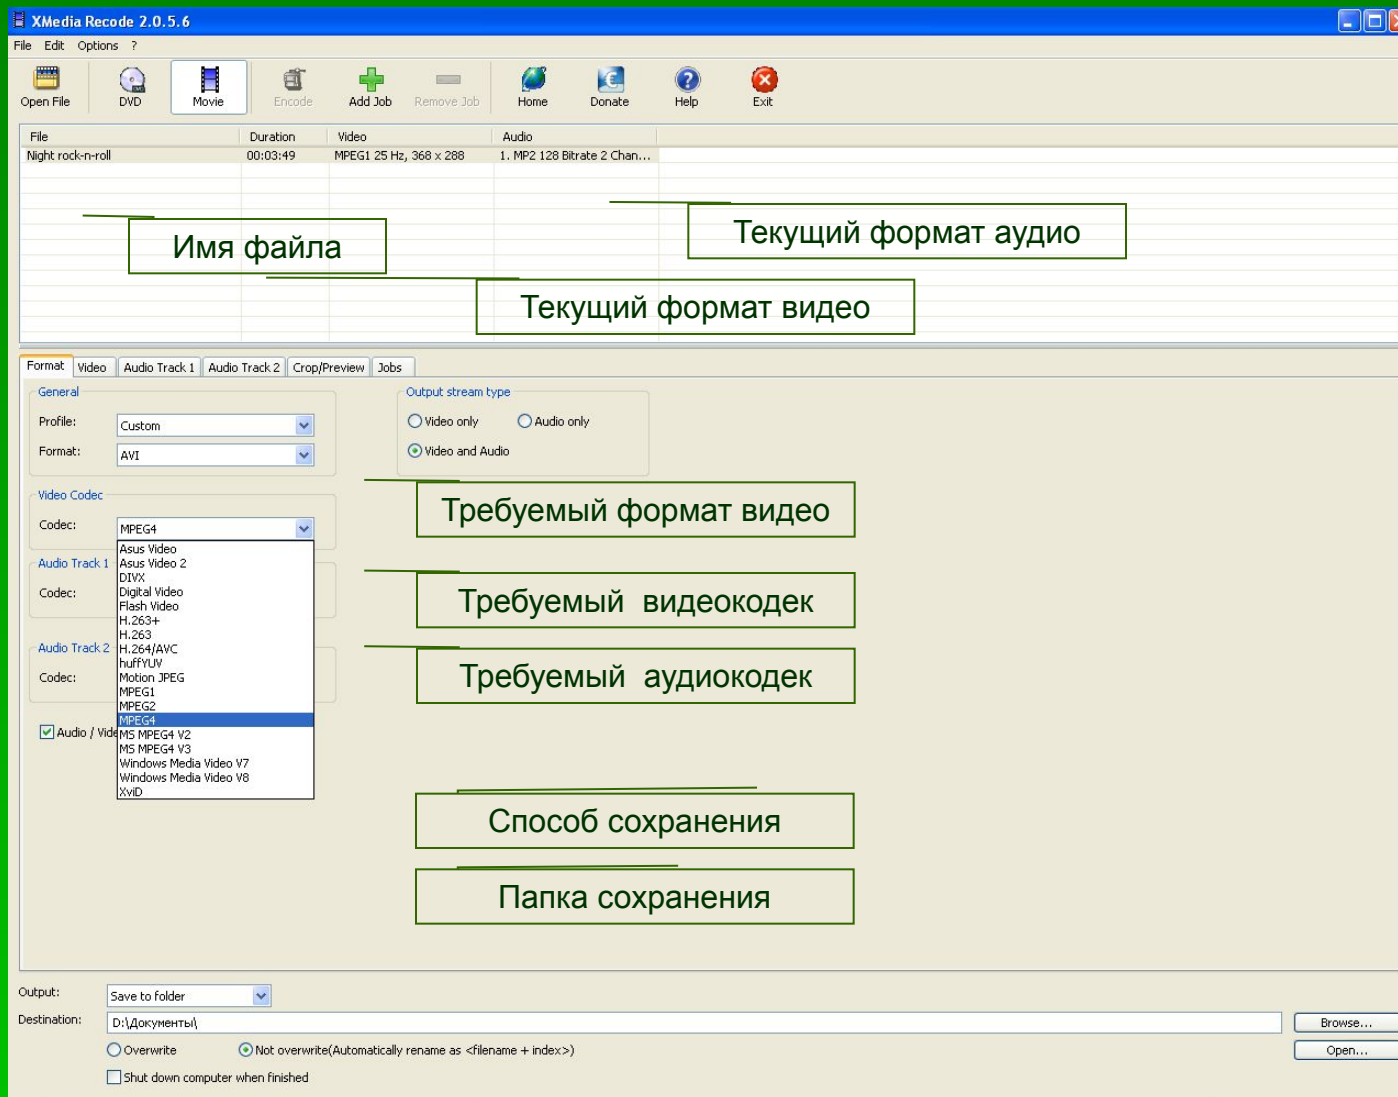 XMedia Recode 2.0.5.6
File Edit Options ?
Open File DVD Movie Encode Add Job Remove Job Home Donate Help Exit
File Duration Video Audio
Night rock-n-roll 00:03:49 MPEG1 25 Hz, 368 x 288 1. MP2 128 Bitrate 2 Chan...
Имя файла
Текущий формат аудио
Текущий формат видео
Format Video Audio Track 1 Audio Track 2 Crop/Preview Jobs
General
Output stream type
Profile: Custom
Video only Audio only
Format: AVI
Video and Audio
Video Codec
Требуемый формат видео
Codec: MPEG4
Asus Video
Audio Track 1 Asus Video 2
DIVX
Codec: Digital Video
Требуемый видеокодек
Flash Video
H.263+
H.263
Audio Track 2 H.264/AVC
huffYUV
Codec: Motion JPEG
Требуемый аудиокодек
MPEG1
MPEG2
MPEG4
Audio / MS MPEG4 V2
MS MPEG4 V3
Windows Media Video V7
Windows Media Video V8
XviD
Способ сохранения
Папка сохранения
Output: Save to folder
Destination: D:\Документы\ Browse...
Overwrite Not overwrite(Automatically rename as <filename + index>) Open...
Shut down computer when finished